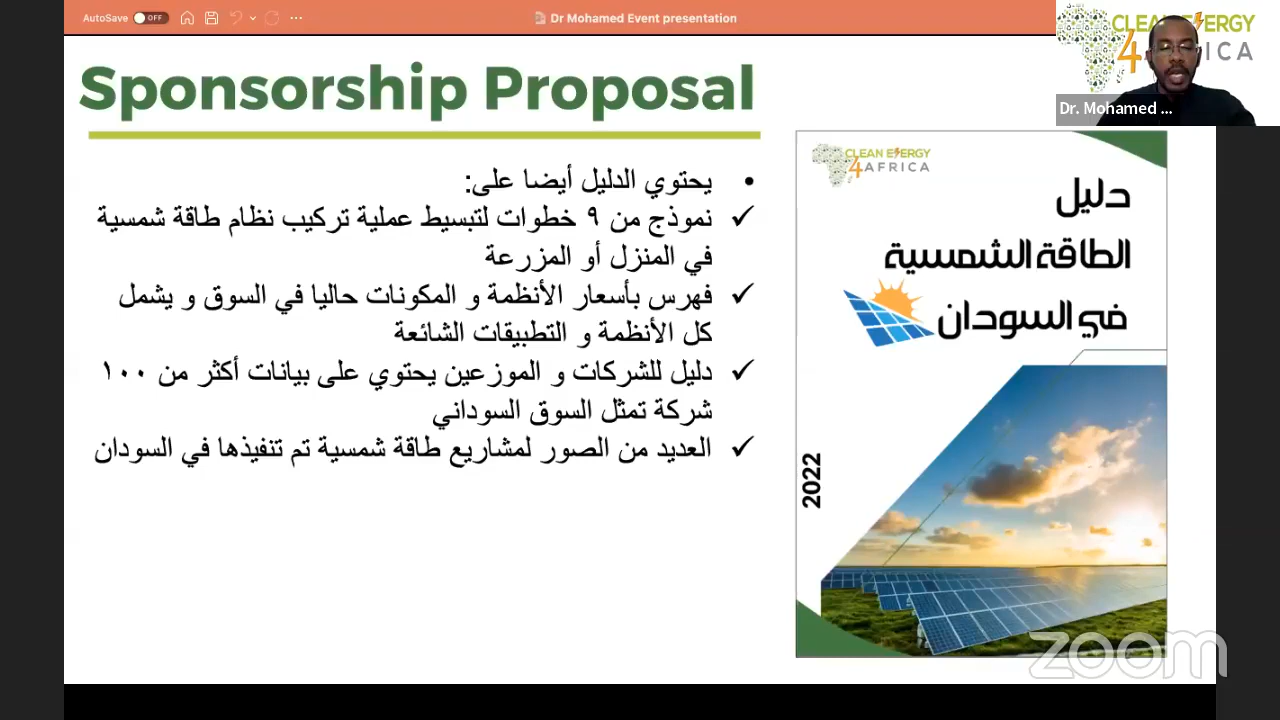 AutoSave OFF
Dr Mohamed Event presentation
CLEAN ENERGY
4AFRICA
Dr. Mohamed ...
Sponsorship Proposal
• يحتوي الدليل أيضا على:
✓ نموذج من ٩ خطوات لتبسيط عملية تركيب نظام طاقة شمسية
في المنزل أو المزرعة
✓ فهرس بأسعار الأنظمة و المكونات حاليا في السوق و يشمل
كل الأنظمة و التطبيقات الشائعة
✓ دليل للشركات و الموزعين يحتوي على بيانات أكثر من ١٠٠
شركة تمثل السوق السوداني
✓ العديد من الصور لمشاريع طاقة شمسية تم تنفيذها في السودان
CLEAN ENERGY
4AFRICA
دليل
الطاقة الشمسية
في السودان
2022
zoom